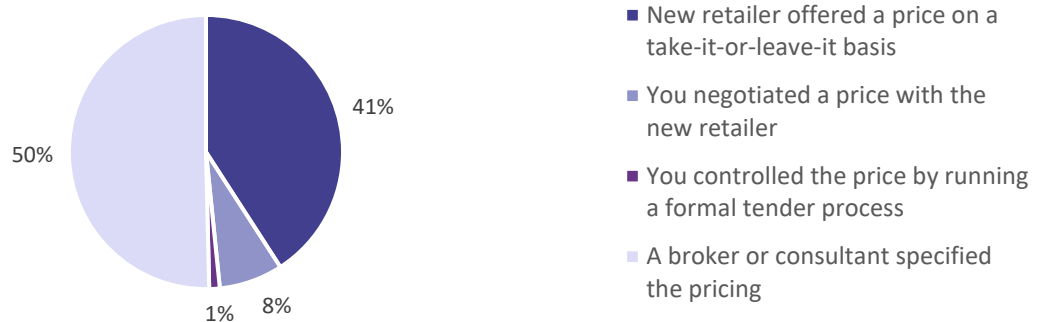 41%
50%
8%
1%
New retailer offered a price on a
take-it-or-leave-it basis
You negotiated a price with the
new retailer
You controlled the price by running
a formal tender process
A broker or consultant specified
the pricing